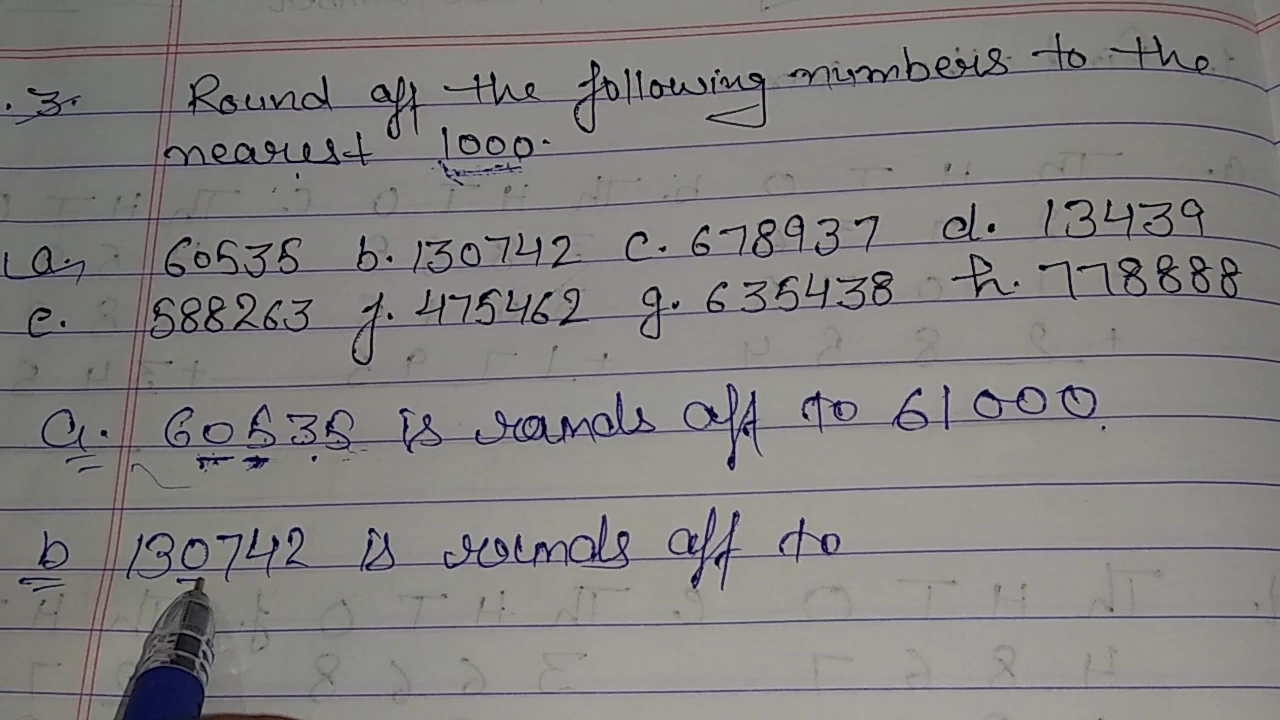 .3. Round off the following numbers to the
nearest 1000.
a, 60535 b. 130742 c. 678937 d. 13439
e. 588263 f. 475462 g. 635438 h. 778888
a. 60535 is rounds off to 61000.
b 130742 is rounds off to